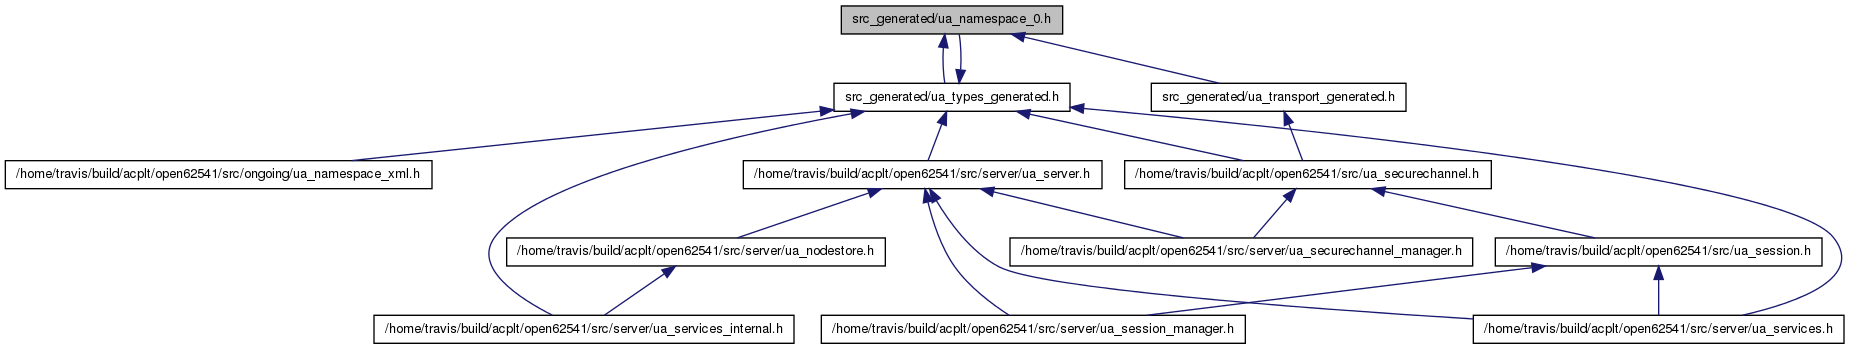 src_generated/ua_namespace_0.h
src_generated/ua_types_generated.h
src_generated/ua_transport_generated.h
/home/travis/build/acplt/open62541/src/ongoing/ua_namespace_xml.h
/home/travis/build/acplt/open62541/src/server/ua_server.h
/home/travis/build/acplt/open62541/src/ua_securechannel.h
/home/travis/build/acplt/open62541/src/server/ua_nodestore.h
/home/travis/build/acplt/open62541/src/server/ua_securechannel_manager.h
/home/travis/build/acplt/open62541/src/ua_session.h
/home/travis/build/acplt/open62541/src/server/ua_services_internal.h
/home/travis/build/acplt/open62541/src/server/ua_session_manager.h
/home/travis/build/acplt/open62541/src/server/ua_services.h